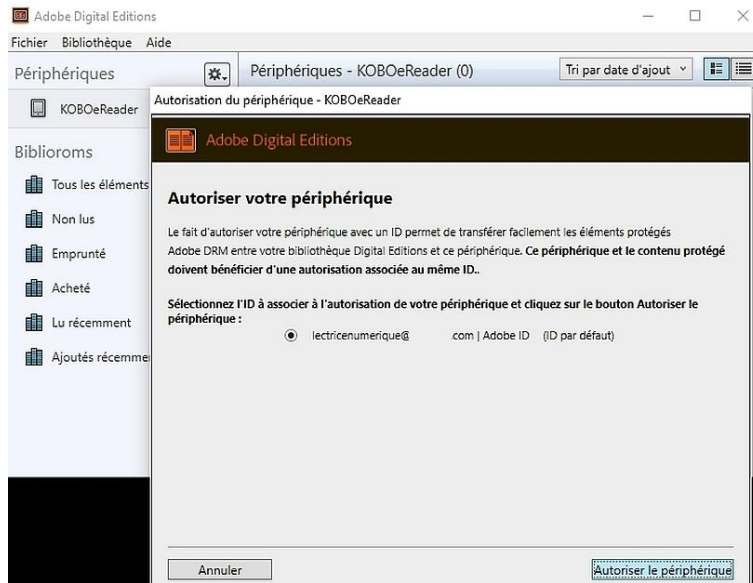 Adobe Digital Editions
Fichier Bibliothèque Aide
Périphériques
Périphériques - KOBOeReader (0)
Tri par date d'ajout
KOBOeReader
Autorisation du périphérique - KOBOeReader
Adobe Digital Editions
Biblioroms
Tous les éléments
Non lus
Emprunté
Acheté
Lu récemment
Ajoutés récemme
Autoriser votre périphérique
Le fait d'autoriser votre périphérique avec un ID permet de transférer facilement les éléments protégés
Adobe DRM entre votre bibliothèque Digital Editions et ce périphérique. Ce périphérique et le contenu protégé
doivent bénéficier d'une autorisation associée au même ID..
Sélectionnez l'ID à associer à l'autorisation de votre périphérique et cliquez sur le bouton Autoriser le
périphérique :
lectricenumerique@ .com | Adobe ID (ID par défaut)
Annuler
Autoriser le périphérique